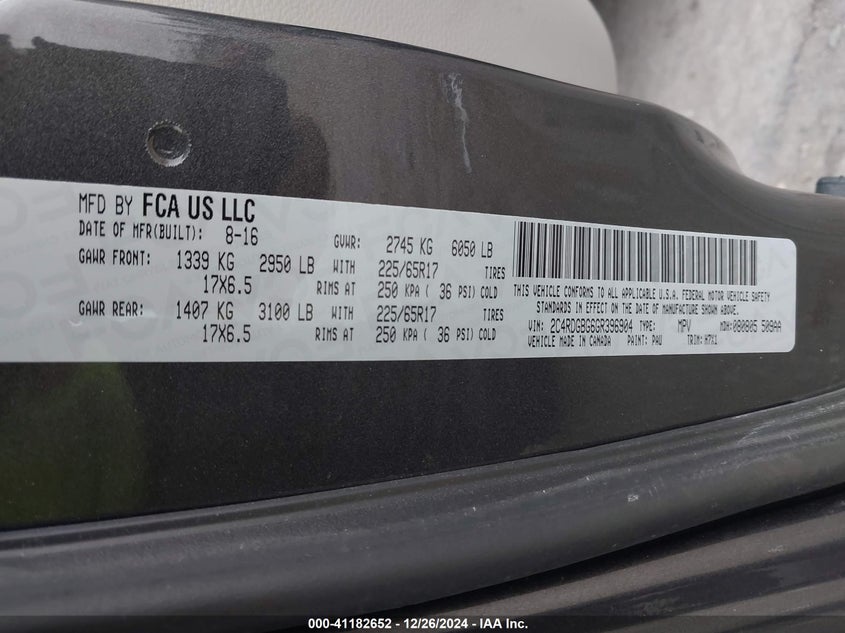 MFD BY FCA US LLC
DATE OF MFR(BUILT): 8-16 GVWR: 2745 KG 6050 LB
GAWR FRONT: 1339 KG 2950 LB WITH 225/65R17 TIRES
17X6.5 RIMS AT 250 KPA ( 36 PSI) COLD
GAWR REAR: 1407 KG 3100 LB WITH 225/65R17 TIRES
17X6.5 RIMS AT 250 KPA ( 36 PSI) COLD
THIS VEHICLE CONFORMS TO ALL APPLICABLE U.S.A. FEDERAL MOTOR VEHICLE SAFETY
STANDARDS IN EFFECT ON THE DATE OF MANUFACTURE SHOWN ABOVE.
VIN: 2C4RDGBG6GR396904 TYPE: MPV MDH:080805 509AA
VEHICLE MADE IN CANADA PAINT: PAU TRIM: H7X1
000-41182652 - 12/26/2024 - IAA Inc.